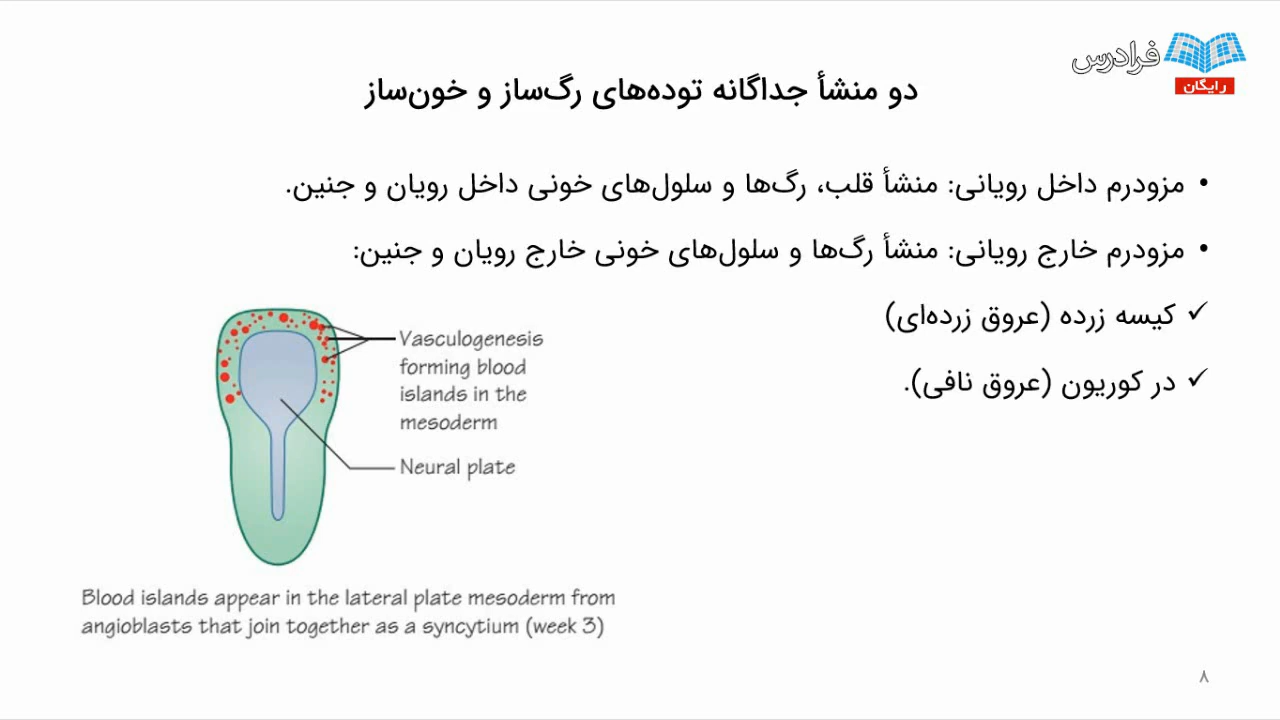 فرادرس
رایگان
دو منشأ جداگانه توده‌های رگ‌ساز و خون‌ساز
• مزودرم داخل رویانی: منشأ قلب، رگ‌ها و سلول‌های خونی داخل رویان و جنین.
• مزودرم خارج رویانی: منشأ رگ‌ها و سلول‌های خونی خارج رویان و جنین:
✓ کیسه زرده (عروق زرده‌ای)
✓ در کوریون (عروق نافی).
Vasculogenesis
forming blood
islands in the
mesoderm
Neural plate
Blood islands appear in the lateral plate mesoderm from
angioblasts that join together as a syncytium (week 3)
۸